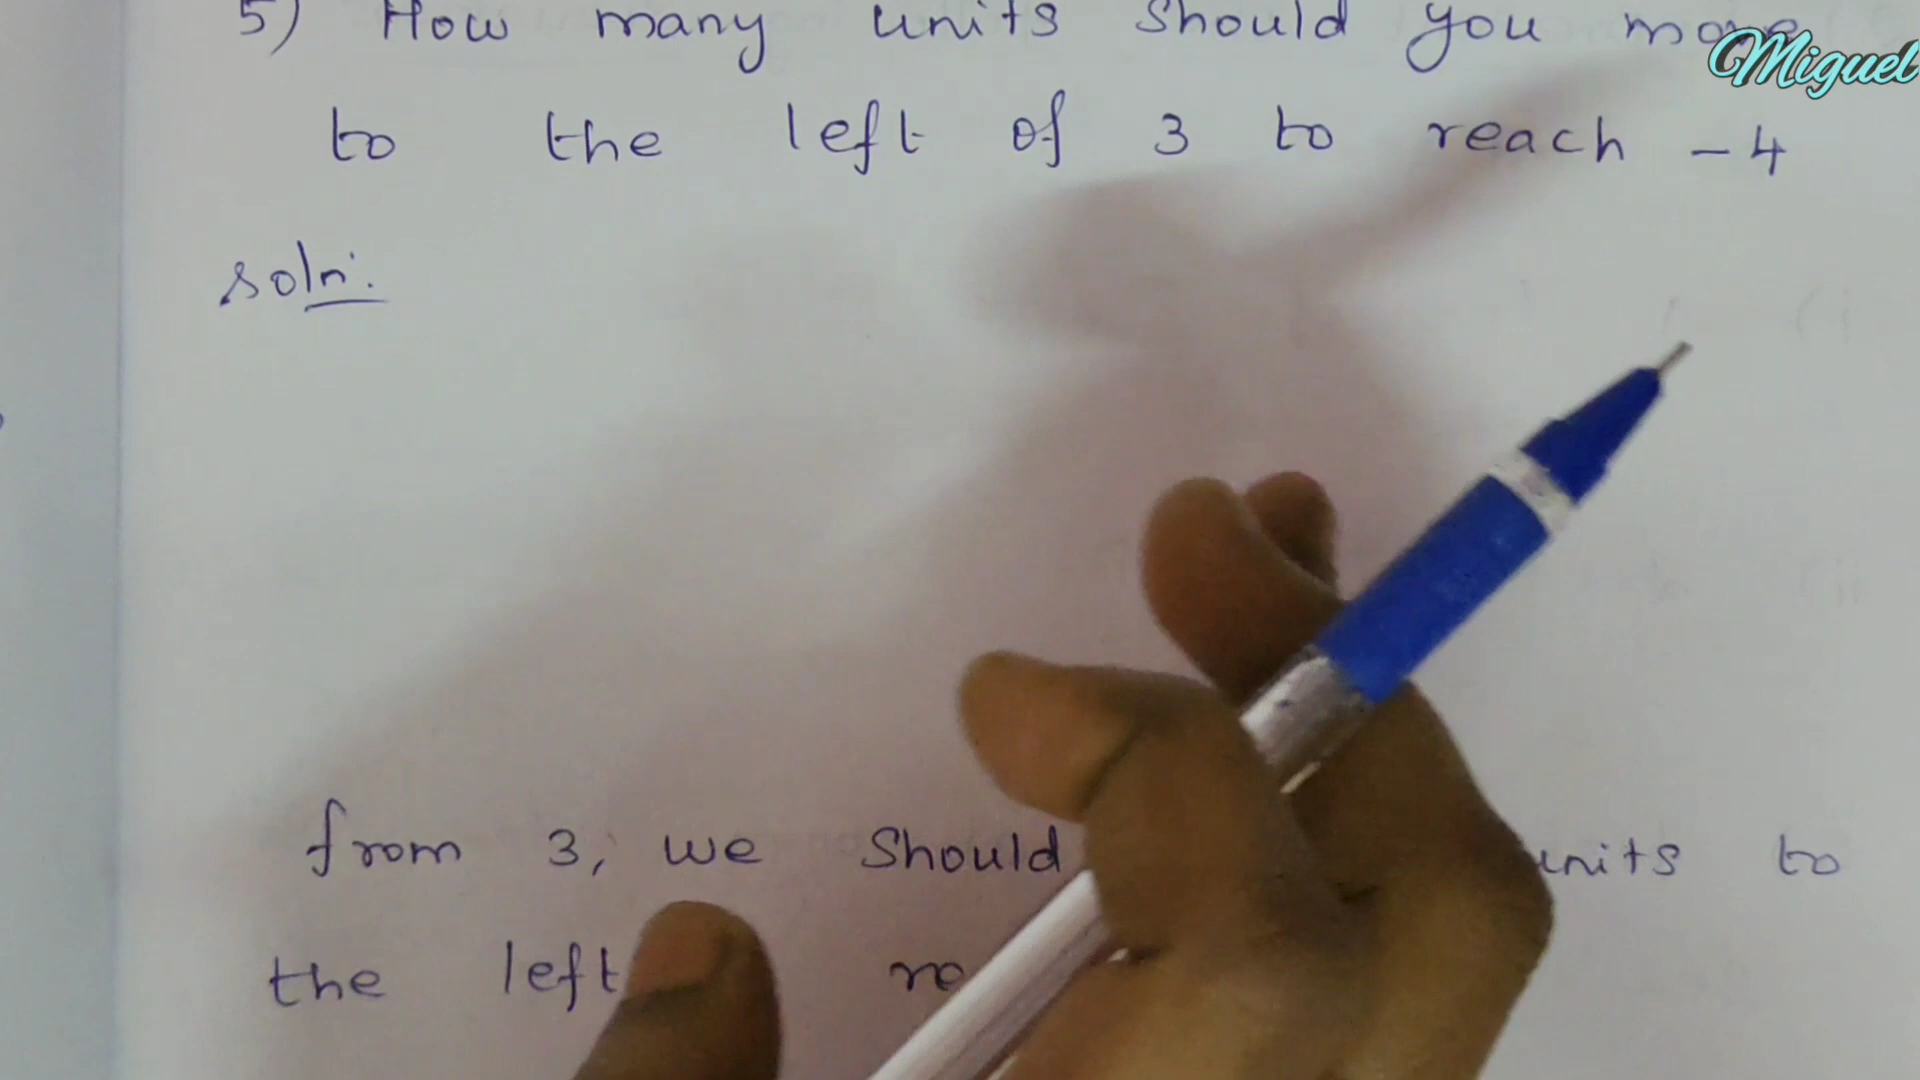 5) How many units should you move
Miguel
to the left of 3 to reach -4
soln:
from 3, we should units to
the left